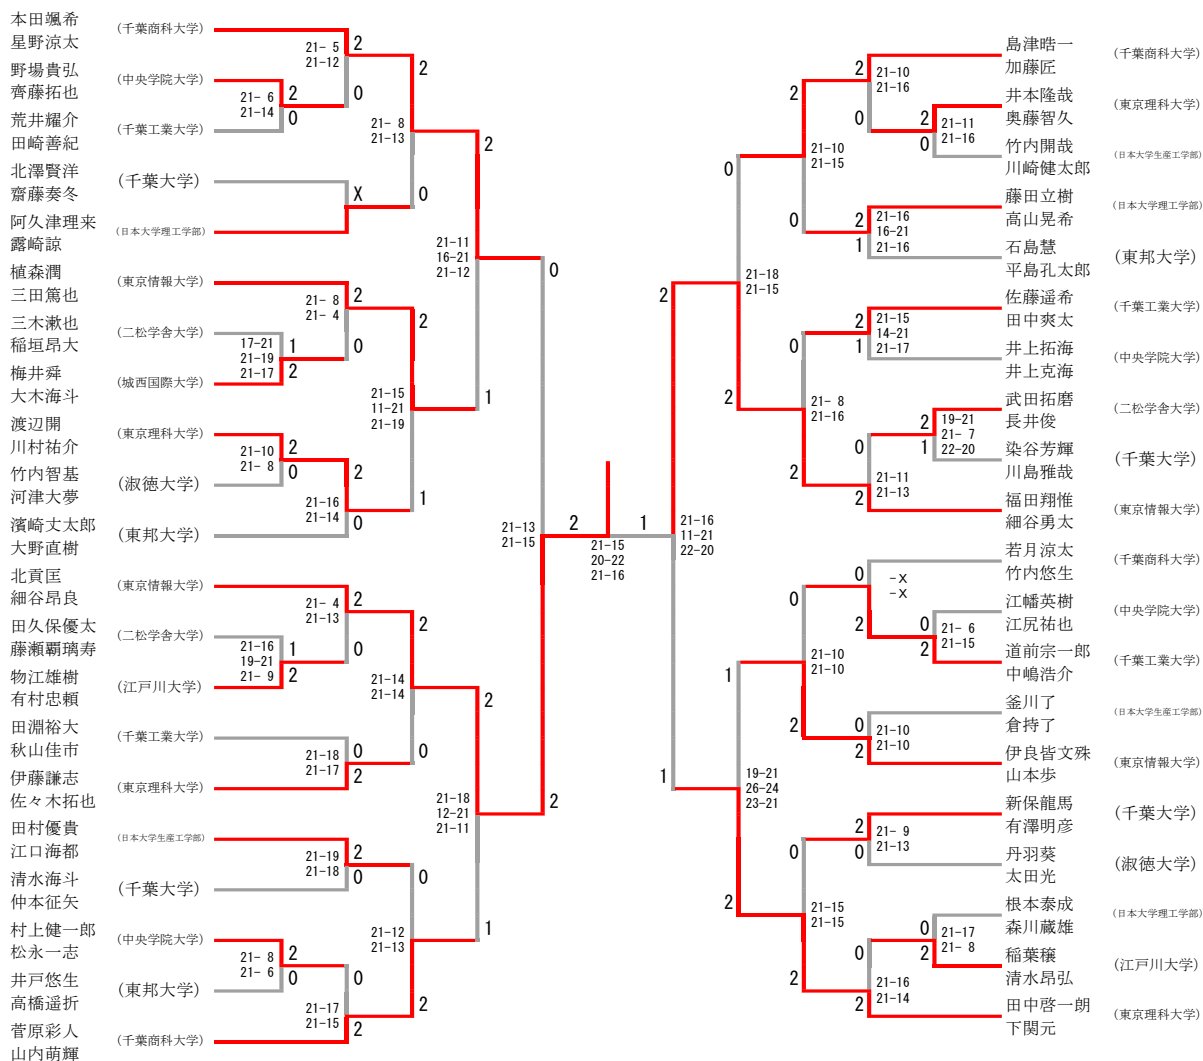 本田颯希
星野涼太
(千葉商科大学)
野場貴弘
齊藤拓也
(中央学院大学)
荒井耀介
田崎善紀
(千葉工業大学)
北澤賢洋
齋藤奏冬
(千葉大学)
阿久津理来
露崎諒
(日本大学理工学部)
植森潤
三田篤也
(東京情報大学)
三木漱也
稲垣昂大
(二松学舎大学)
梅井舜
大木海斗
(城西国際大学)
渡辺開
川村祐介
(東京理科大学)
竹内智基
河津大夢
(淑徳大学)
濱崎丈太郎
大野直樹
(東邦大学)
北貢匡
細谷昂良
(東京情報大学)
田久保優太
藤瀬覇璃寿
(二松学舎大学)
物江雄樹
有村忠頼
(江戸川大学)
田淵裕大
秋山佳市
(千葉工業大学)
伊藤謙志
佐々木拓也
(東京理科大学)
田村優貴
江口海都
(日本大学生産工学部)
清水海斗
仲本征矢
(千葉大学)
村上健一郎
松永一志
(中央学院大学)
井戸悠生
高橋遥折
(東邦大学)
菅原彩人
山内萌輝
(千葉商科大学)
21- 5
21-12
2
0
21- 6
21-14
2
0
21- 8
21-13
2
0
X
21-11
16-21
21-12
2
1
21- 8
21- 4
2
0
17-21
21-19
21-17
1
2
21-15
11-21
21-19
2
1
21-10
21- 8
2
0
21-16
21-14
2
0
21-13
21-15
0
2
21- 4
21-13
2
0
21-16
19-21
21- 9
1
2
21-14
21-14
2
0
21-18
21-17
0
2
21-18
12-21
21-11
2
1
21-19
21-18
2
0
21-12
21-13
0
2
21- 8
21- 6
2
0
21-17
21-15
0
2
2
1
21-15
20-22
21-16
島津晧一
加藤匠
(千葉商科大学)
井本隆哉
奥藤智久
(東京理科大学)
竹内開哉
川崎健太郎
(日本大学生産工学部)
藤田立樹
高山晃希
(日本大学理工学部)
石島慧
平島孔太郎
(東邦大学)
佐藤遥希
田中爽太
(千葉工業大学)
井上拓海
井上克海
(中央学院大学)
武田拓磨
長井俊
(二松学舎大学)
染谷芳輝
川島雅哉
(千葉大学)
福田翔惟
細谷勇太
(東京情報大学)
若月涼太
竹内悠生
(千葉商科大学)
江幡英樹
江尻祐也
(中央学院大学)
道前宗一郎
中嶋浩介
(千葉工業大学)
釜川了
倉持了
(日本大学生産工学部)
伊良皆文殊
山本歩
(東京情報大学)
新保龍馬
有澤明彦
(千葉大学)
丹羽葵
太田光
(淑徳大学)
根本泰成
森川蔵雄
(日本大学理工学部)
稲葉穣
清水昂弘
(江戸川大学)
田中啓一朗
下関元
(東京理科大学)
2
0
21-10
21-16
2
0
21-11
21-16
2
0
21-10
21-15
2
1
21-16
16-21
21-16
0
2
21-18
21-15
2
1
21-15
14-21
21-17
0
2
21- 8
21-16
2
1
19-21
21- 7
22-20
0
2
21-11
21-13
2
1
21-16
11-21
22-20
0
2
-X
-X
0
2
21- 6
21-15
0
2
21-10
21-10
0
2
21-10
21-10
1
2
19-21
26-24
23-21
2
0
21- 9
21-13
0
2
21-15
21-15
0
2
21-17
21- 8
0
2
21-16
21-14